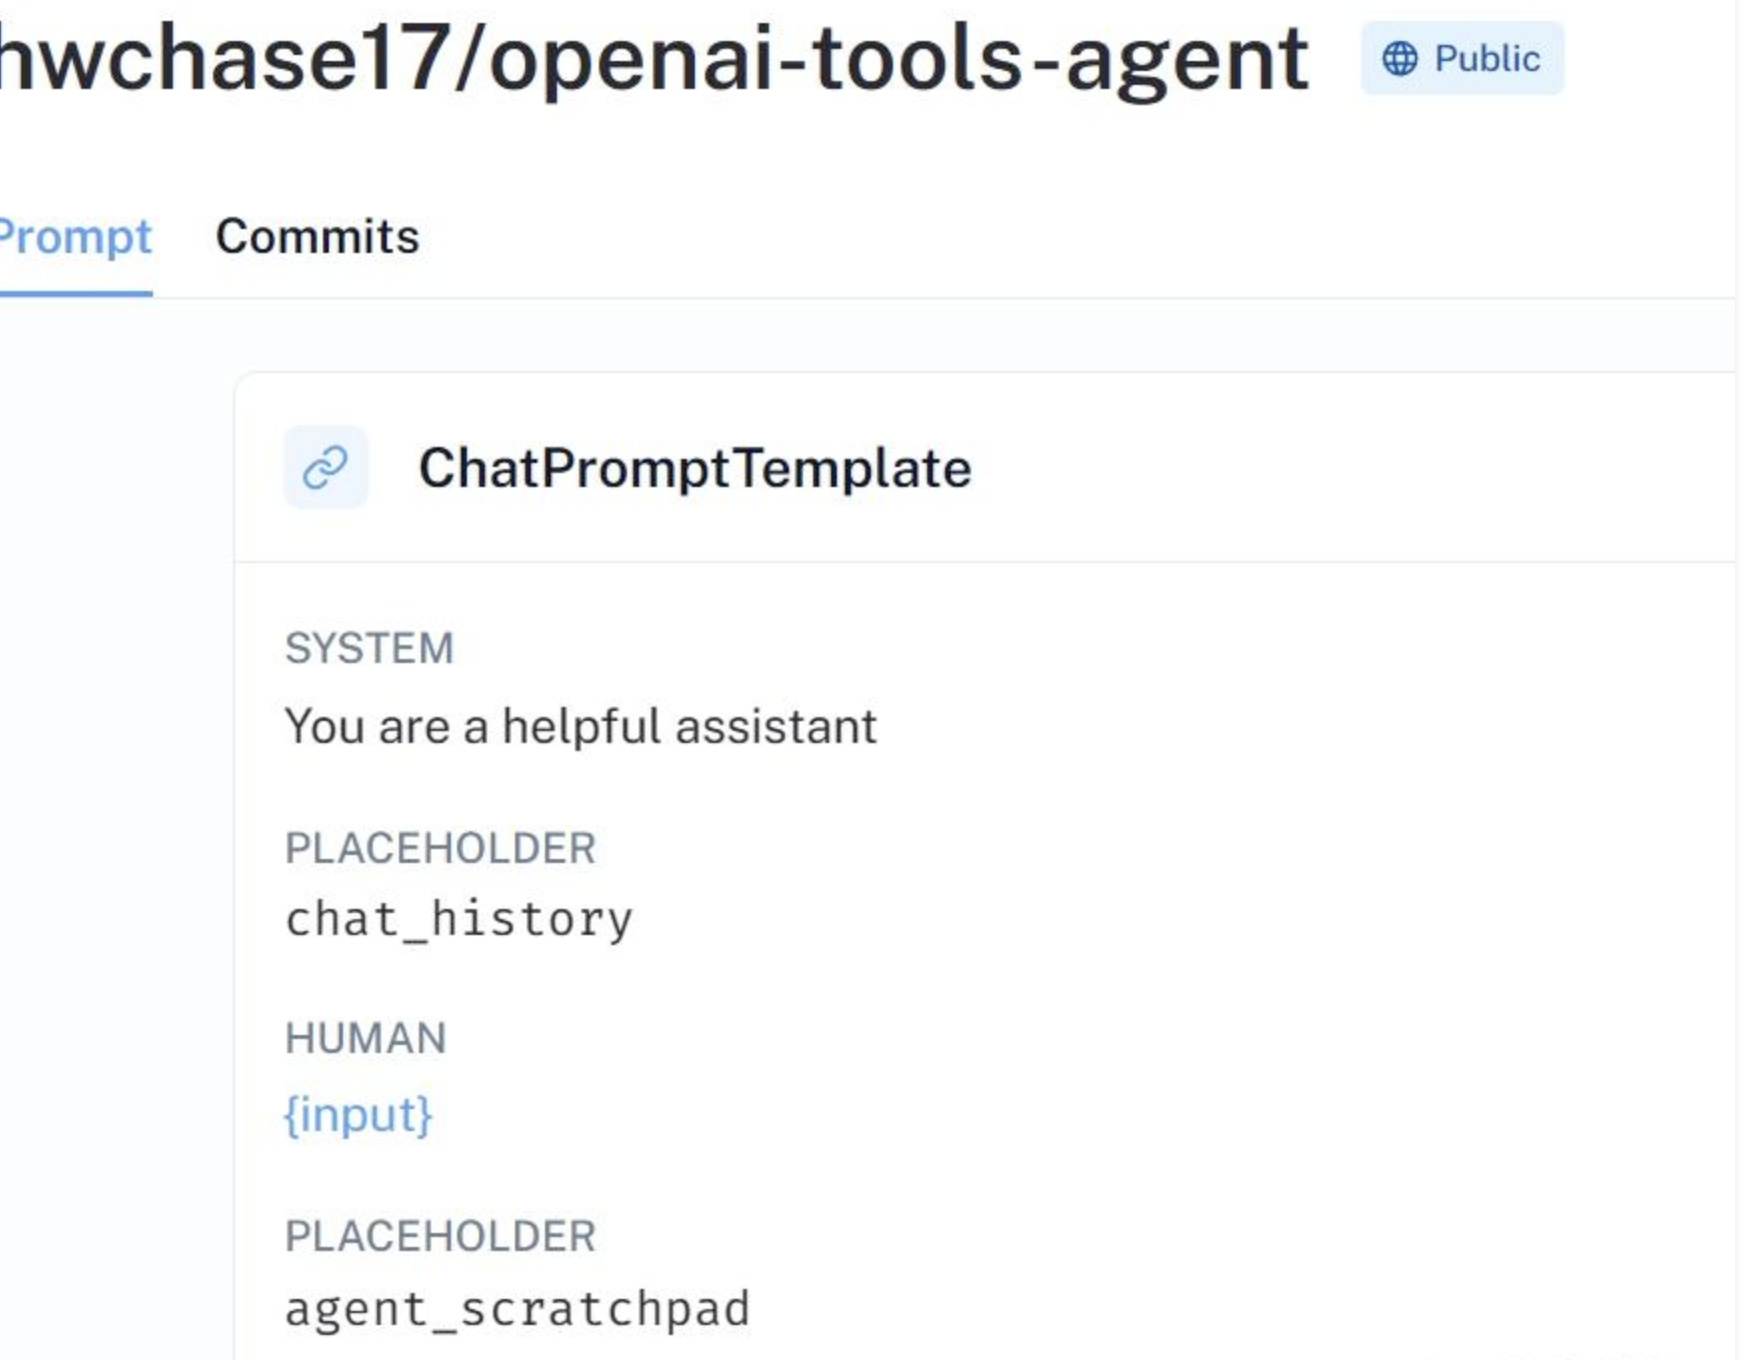 hwchase17/openai-tools-agent Public
Prompt Commits
ChatPromptTemplate
SYSTEM
You are a helpful assistant
PLACEHOLDER
chat_history
HUMAN
{input}
PLACEHOLDER
agent_scratchpad